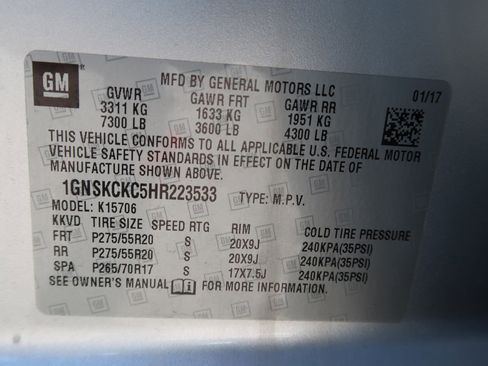 GM
MFD BY GENERAL MOTORS LLC
01/17
GVWR GAWR FRT GAWR RR
3311 KG 1633 KG 1951 KG
7300 LB 3600 LB 4300 LB
THIS VEHICLE CONFORMS TO ALL APPLICABLE U.S. FEDERAL MOTOR
VEHICLE SAFETY STANDARDS IN EFFECT ON THE DATE OF
MANUFACTURE SHOWN ABOVE.
1GNSKCKC5HR223533 TYPE: M.P.V.
MODEL: K15706
KKVD TIRE SIZE SPEED RTG RIM COLD TIRE PRESSURE
FRT P275/55R20 S 20X9J 240KPA(35PSI)
RR P275/55R20 S 20X9J 240KPA(35PSI)
SPA P265/70R17 S 17X7.5J 240KPA(35PSI)
SEE OWNER'S MANUAL FOR MORE INFORMATION.